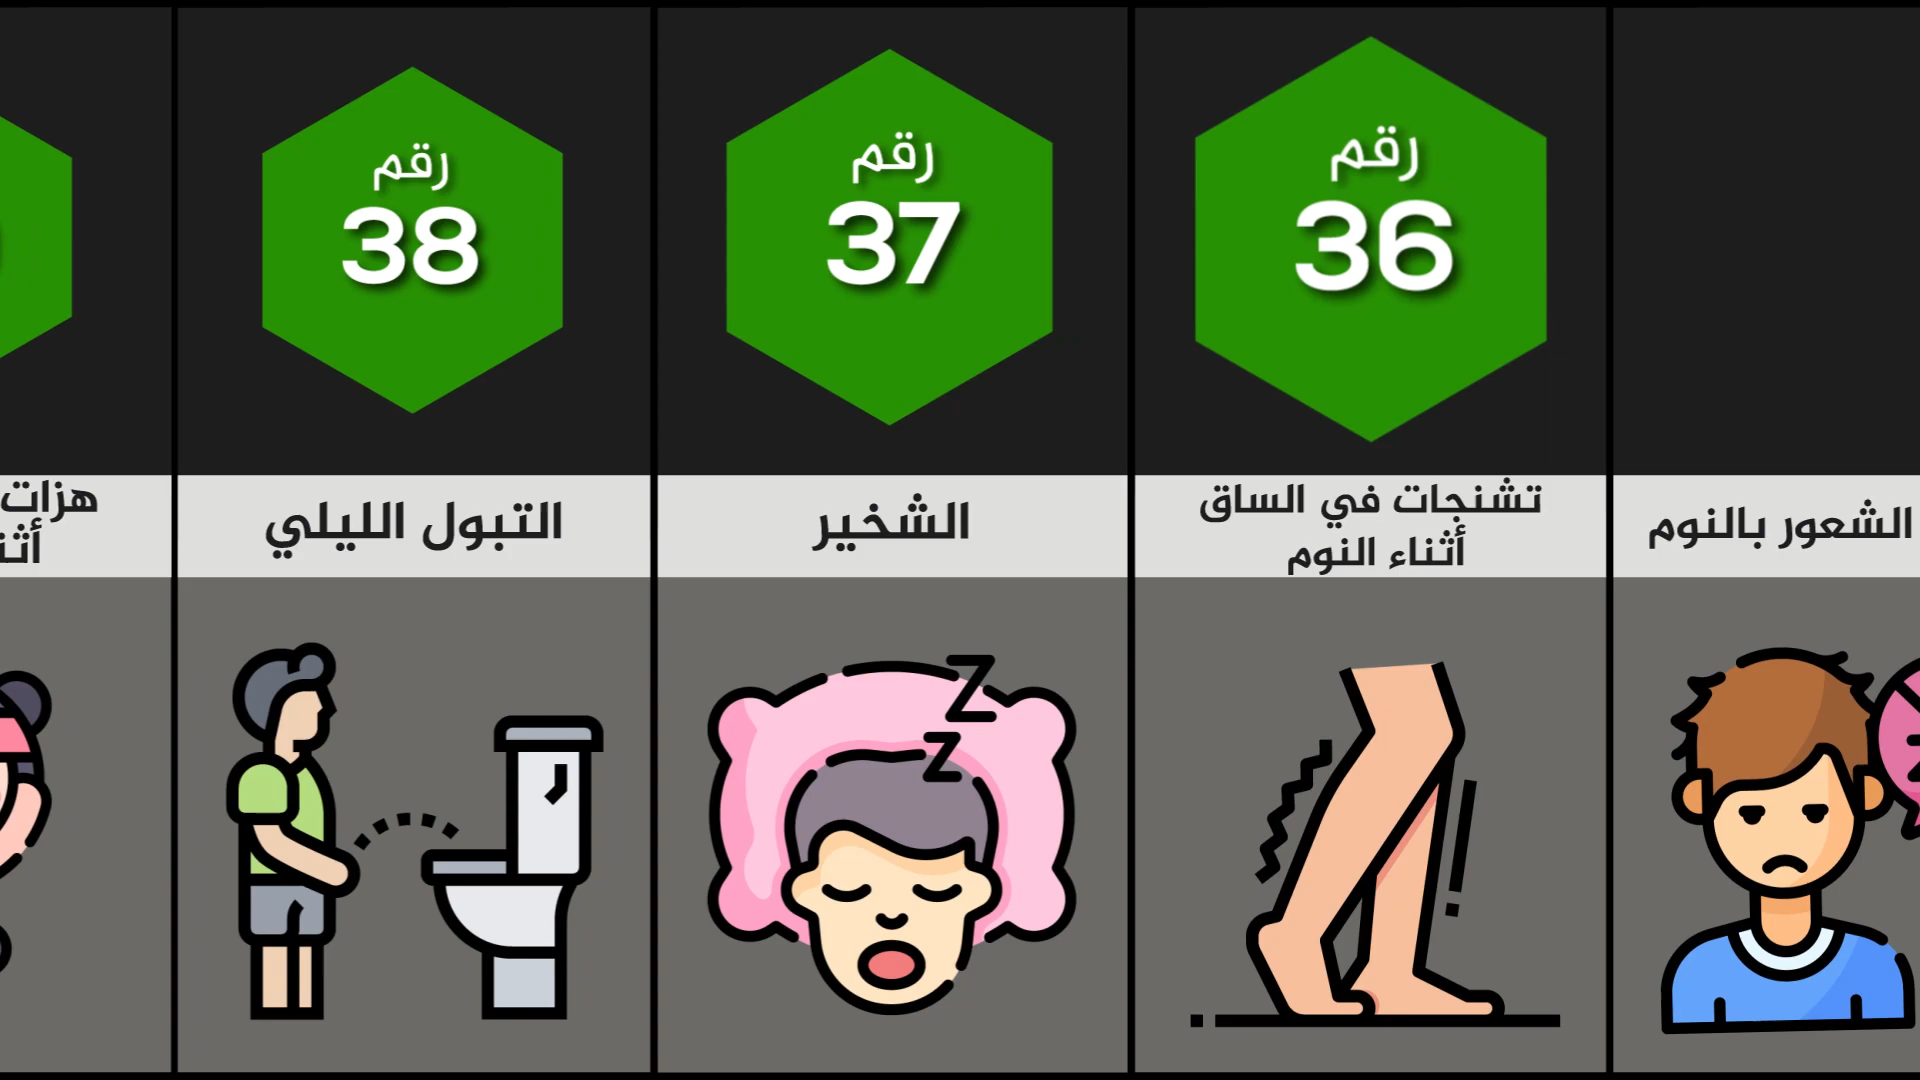 رقم
36
تشنجات في الساق
أثناء النوم
رقم
37
الشخير
رقم
38
التبول الليلي
الشعور بالنوم
هزات